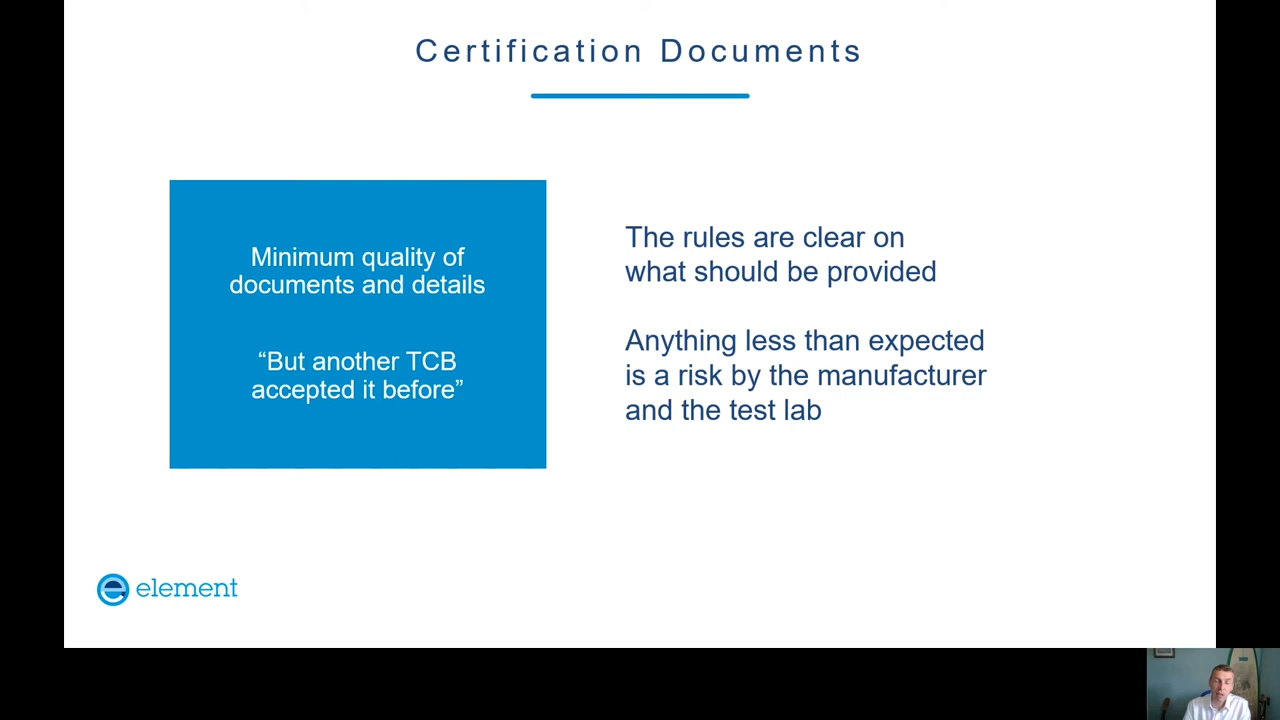 Certification Documents
Minimum quality of
documents and details
“But another TCB
accepted it before”
The rules are clear on
what should be provided
Anything less than expected
is a risk by the manufacturer
and the test lab
element